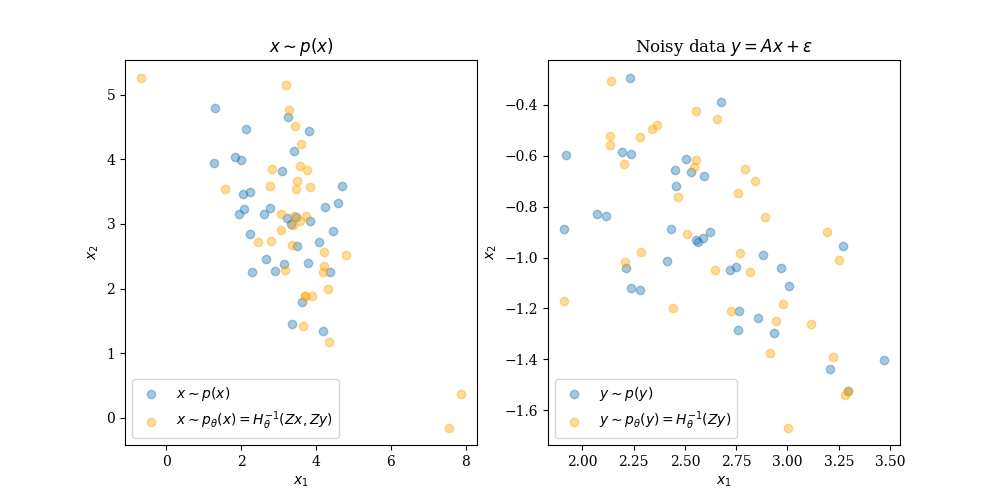 x ~ p(x)
x₂
5
4
3
2
1
0
x ~ p(x)
x ~ p_θ(x) = H_θ^{-1}(Zx, Zy)
0 2 4 6 8
x₁
Noisy data y = Ax + ε
x₂
−0.4
−0.6
−0.8
−1.0
−1.2
−1.4
−1.6
y ~ p(y)
y ~ p_θ(y) = H_θ^{-1}(Zy)
2.00 2.25 2.50 2.75 3.00 3.25 3.50
x₁